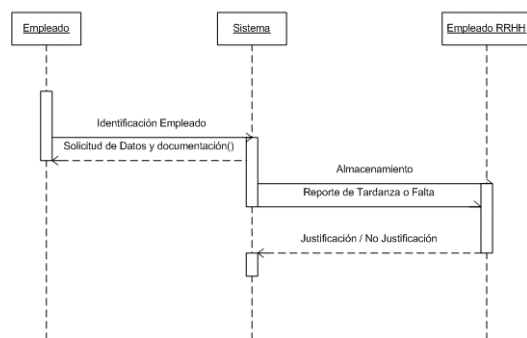 Empleado
Sistema
Empleado RRHH
Identificación Empleado
Solicitud de Datos y documentación()
Almacenamiento
Reporte de Tardanza o Falta
Justificación / No Justificación